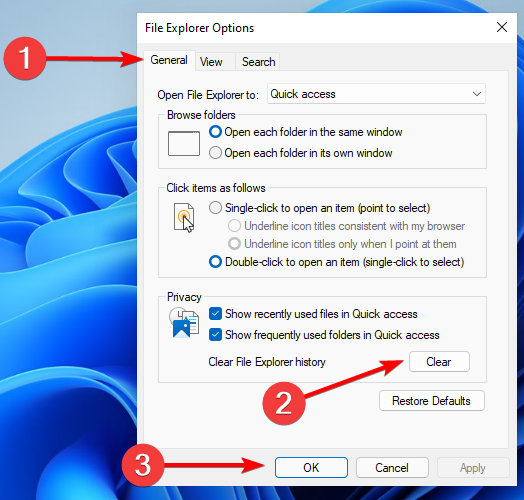 File Explorer Options
1
General View Search
Open File Explorer to: Quick access
Browse folders
Open each folder in the same window
Open each folder in its own window
Click items as follows
Single-click to open an item (point to select)
Underline icon titles consistent with my browser
Underline icon titles only when I point at them
Double-click to open an item (single-click to select)
Privacy
Show recently used files in Quick access
Show frequently used folders in Quick access
Clear File Explorer history Clear
2
Restore Defaults
3
OK Cancel Apply